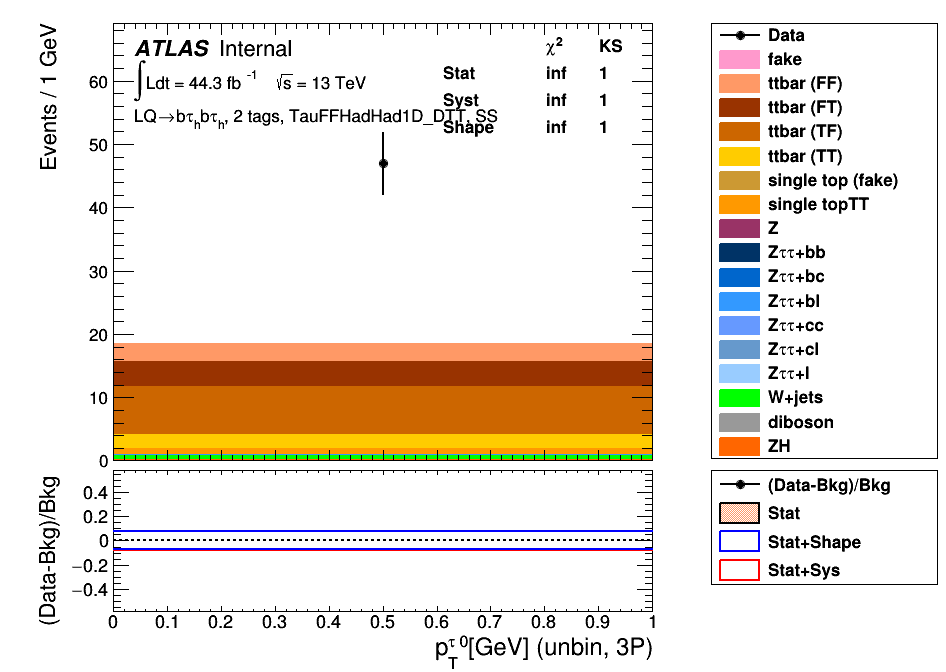 Events / 1 GeV
ATLAS Internal
∫Ldt = 44.3 fb⁻¹ √s = 13 TeV
LQ→bτₕbτₕ, 2 tags, TauFFHadHad1D_DTT, SS
χ² KS
Stat inf 1
Syst inf 1
Shape inf 1
60
50
40
30
20
10
0
Data
fake
ttbar (FF)
ttbar (FT)
ttbar (TF)
ttbar (TT)
single top (fake)
single topTT
Z
Zττ+bb
Zττ+bc
Zττ+bl
Zττ+cc
Zττ+cl
Zττ+l
W+jets
diboson
ZH
(Data-Bkg)/Bkg
0.4
0.2
0
−0.2
−0.4
0 0.1 0.2 0.3 0.4 0.5 0.6 0.7 0.8 0.9 1
p_T^τ 0[GeV] (unbin, 3P)
(Data-Bkg)/Bkg
Stat
Stat+Shape
Stat+Sys